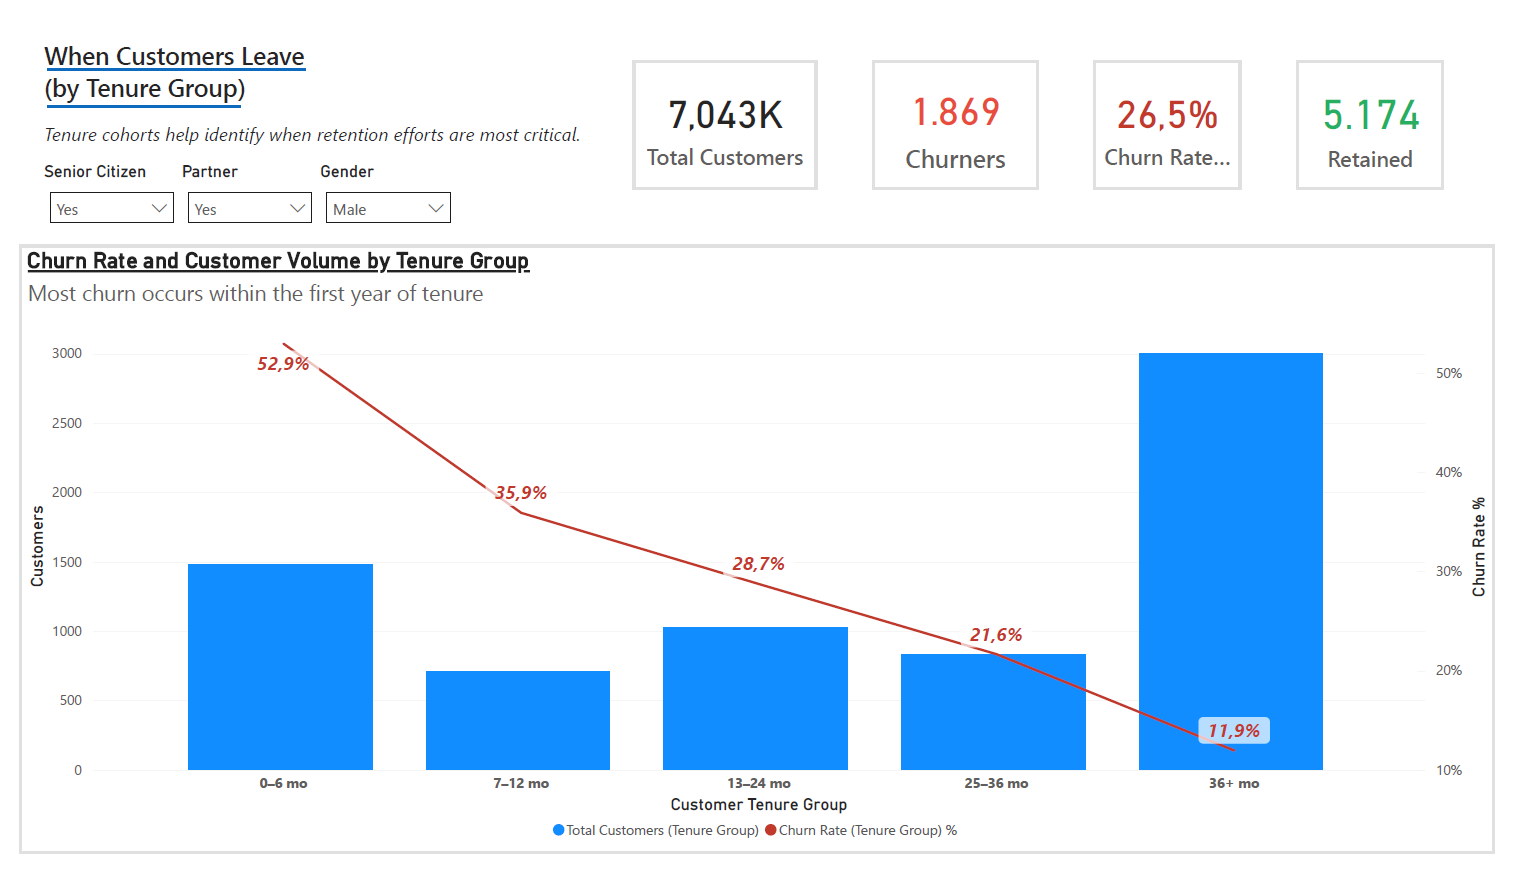 When Customers Leave
(by Tenure Group)
Tenure cohorts help identify when retention efforts are most critical.
Senior Citizen Partner Gender
Yes Yes Male
7,043K
Total Customers
1.869
Churners
26,5%
Churn Rate...
5.174
Retained
Churn Rate and Customer Volume by Tenure Group
Most churn occurs within the first year of tenure
Customers
3000
2500
2000
1500
1000
500
0
52,9%
35,9%
28,7%
21,6%
11,9%
50%
40%
30%
20%
10%
Churn Rate %
0–6 mo 7–12 mo 13–24 mo 25–36 mo 36+ mo
Customer Tenure Group
Total Customers (Tenure Group) Churn Rate (Tenure Group) %